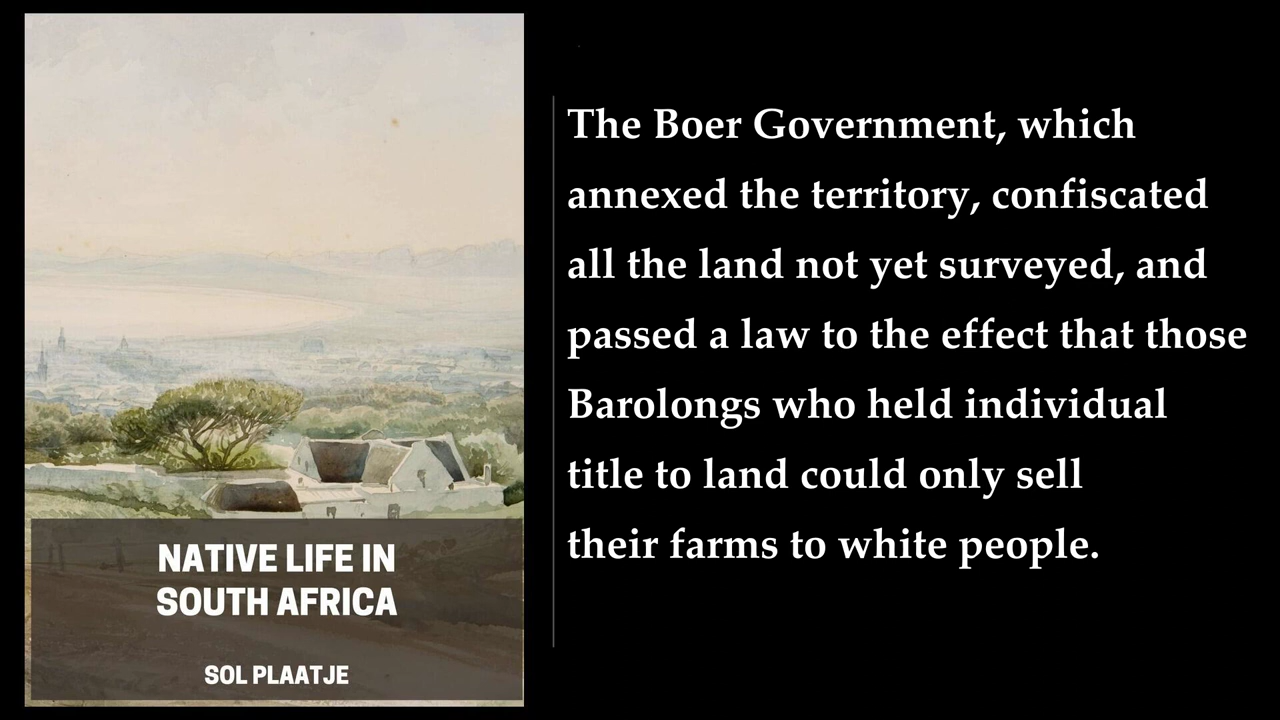 NATIVE LIFE IN
SOUTH AFRICA
SOL PLAATJE
The Boer Government, which
annexed the territory, confiscated
all the land not yet surveyed, and
passed a law to the effect that those
Barolongs who held individual
title to land could only sell
their farms to white people.